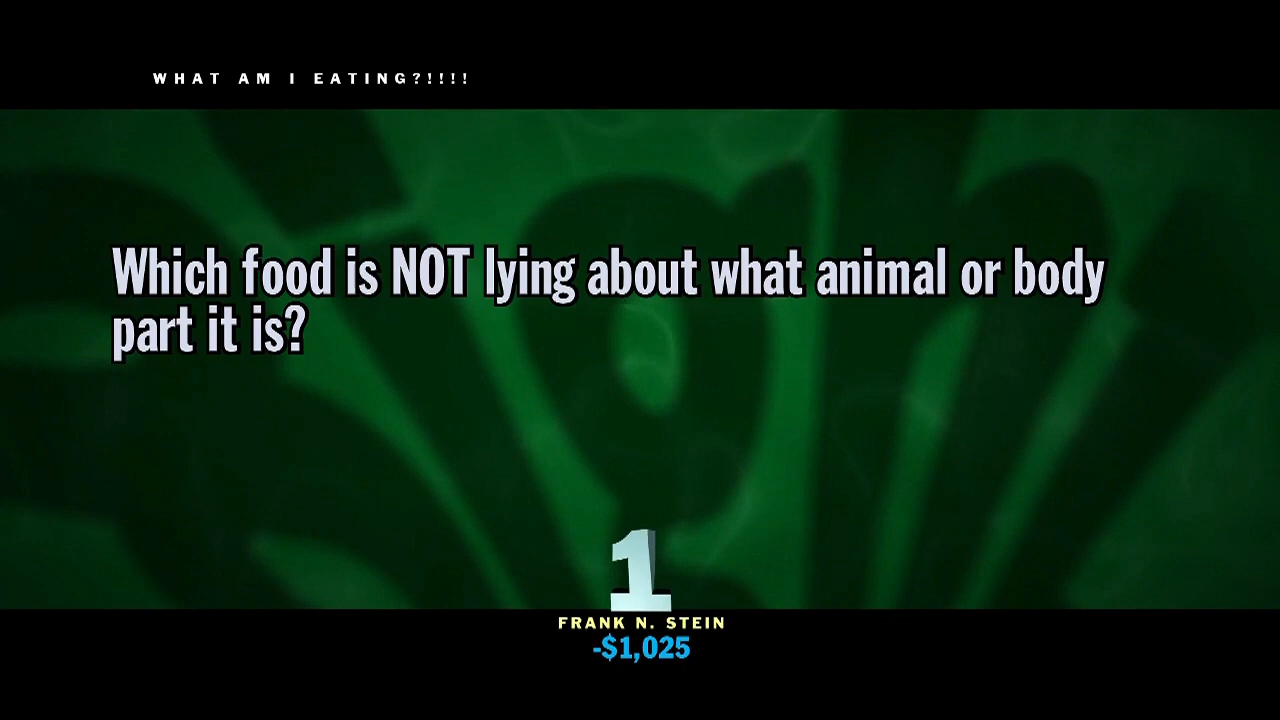 WHAT AM I EATING?!!!!
Which food is NOT lying about what animal or body
part it is?
1
FRANK N. STEIN
-$1,025